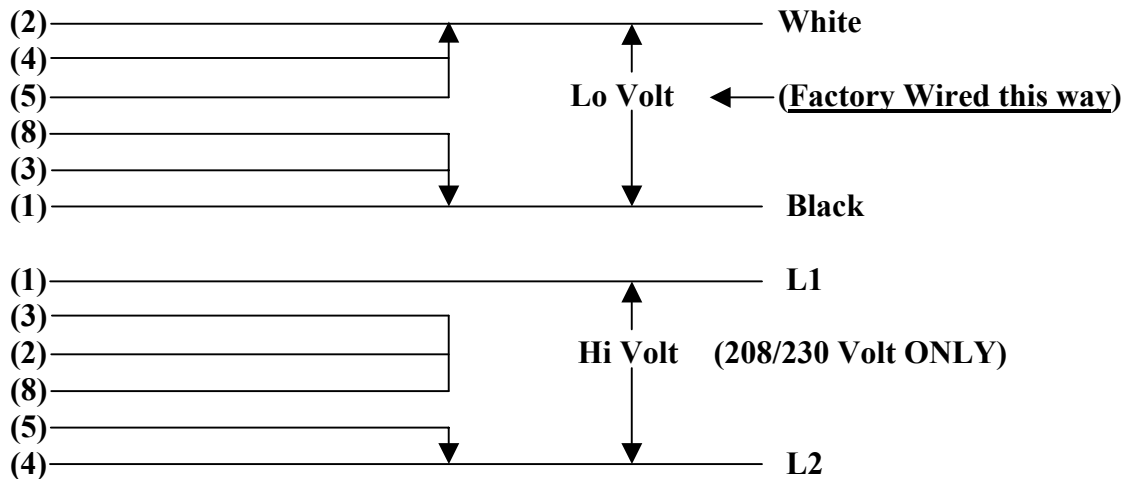 (2) White
(4)
(5) Lo Volt (Factory Wired this way)
(8)
(3)
(1) Black
(1) L1
(3)
(2) Hi Volt (208/230 Volt ONLY)
(8)
(5)
(4) L2